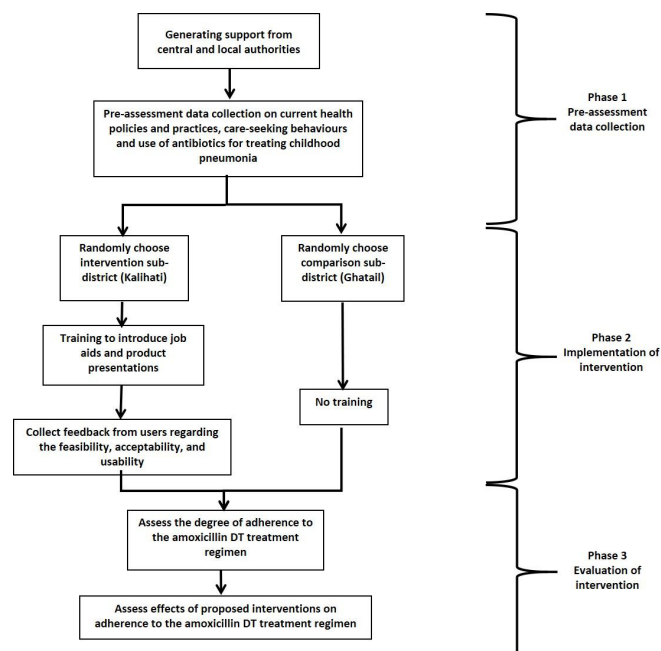 Generating support from
central and local authorities
Phase 1
Pre-assessment
data collection
Pre-assessment data collection on current health
policies and practices, care-seeking behaviours
and use of antibiotics for treating childhood
pneumonia
Randomly choose
intervention sub-
district (Kalihati)
Randomly choose
comparison sub-
district (Ghatail)
Training to introduce job
aids and product
presentations
Phase 2
Implementation of
intervention
No training
Collect feedback from users regarding
the feasibility, acceptability, and
usability
Assess the degree of adherence to
the amoxicillin DT treatment
regimen
Phase 3
Evaluation of
intervention
Assess effects of proposed interventions on
adherence to the amoxicillin DT treatment regimen